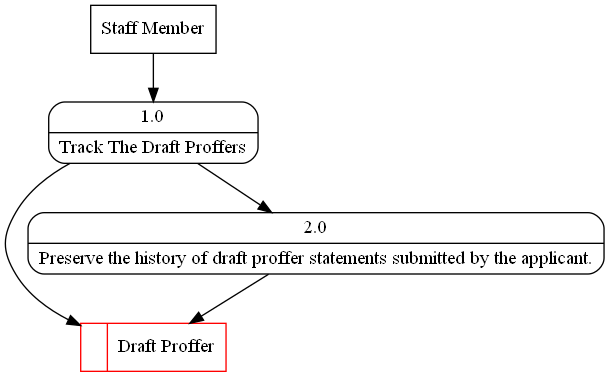 Staff Member
1.0
Track The Draft Proffers
2.0
Preserve the history of draft proffer statements submitted by the applicant.
Draft Proffer